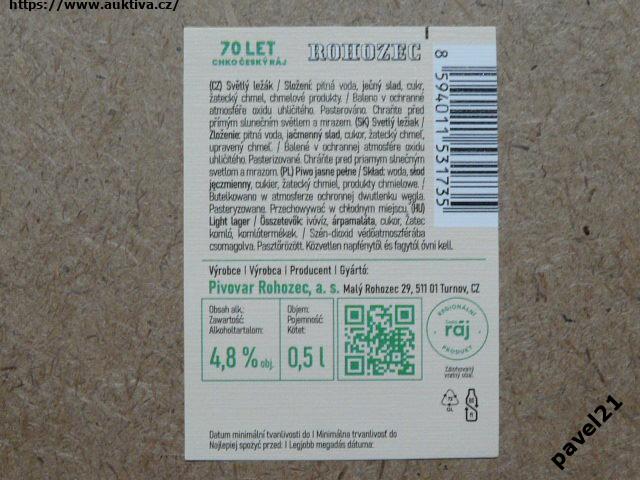 https://www.auktiva.cz/
70 LET
CHKO ČESKÝ RÁJ
ROHOZEC
(CZ) Světlý ležák / Složení: pitná voda, ječný slad, cukr,
žatecký chmel, chmelové produkty. / Baleno v ochranné
atmosféře oxidu uhličitého. Pasterováno. Chraňte před
přímým slunečním světlem a mrazem. (SK) Svetlý ležiak /
Zloženie: pitná voda, jačmenný slad, cukor, žatecký chmeľ,
upravený chmeľ. / Balené v ochrannej atmosfére oxidu
uhličitého. Pasterizované. Chráňte pred priamym slnečným
svetlom a mrazom. (PL) Piwo jasne pełne / Skład: woda, słod
jęczmienny, cukier, žatecký chmiel, produkty chmielowe. /
Butelkowano w atmosferze ochronnej dwutlenku węgla.
Pasteryzowane. Przechowywać w chłodnym miejscu. (HU)
Light lager / Összetevők: ivóvíz, árpamaláta, cukor, žatec
komló, komlótermékek. / Szén-dioxid védőatmoszférába
csomagolva. Pasztőrözött. Közvetlen napfénytől és fagytól óvni kell.
8 594011 531735
Výrobce | Výrobca | Producent | Gyártó:
Pivovar Rohozec, a. s. Malý Rohozec 29, 511 01 Turnov, CZ
Obsah alk.:
Zawartość:
Alkoholtartalom:
4,8 % obj.
Objem:
Pojemność:
Kötet:
0,5 l
REGIONÁLNÍ
ráj
PRODUKT
Zálohovaný
vratný obal.
Datum minimální trvanlivosti do | Minimálna trvanlivosť do
Najlepiej spożyć przed: | Legjobb megadás dátuma:
pavel21